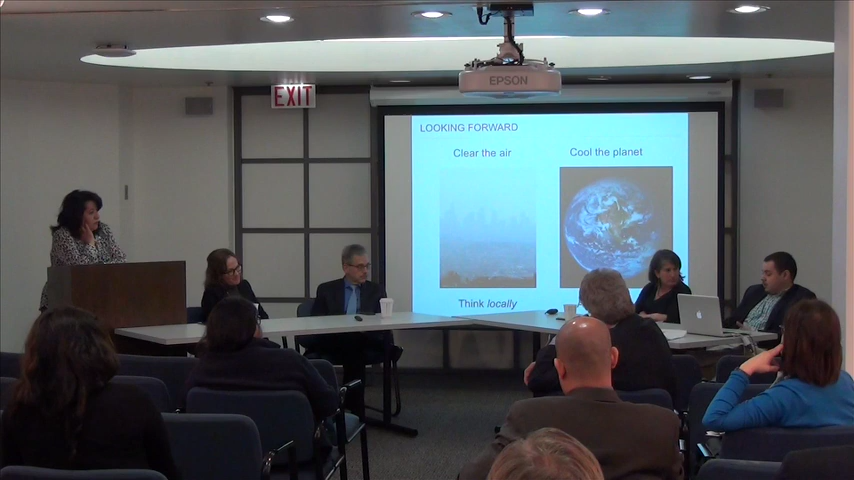 EPSON
EXIT
LOOKING FORWARD
Clear the air
Cool the planet
Think locally